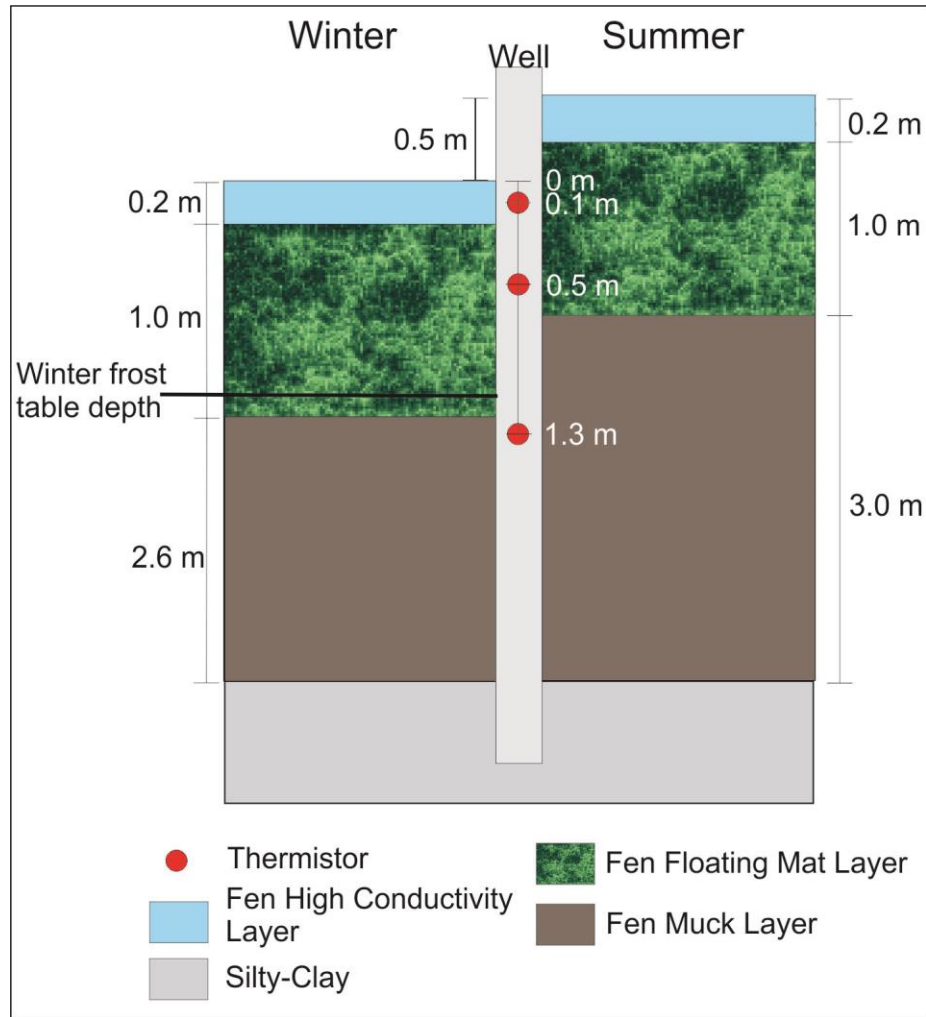 Winter
Well
Summer
0.5 m
0.2 m
0.2 m
0 m
0.1 m
1.0 m
0.5 m
1.0 m
Winter frost
table depth
1.3 m
2.6 m
3.0 m
Thermistor
Fen High Conductivity
Layer
Silty-Clay
Fen Floating Mat Layer
Fen Muck Layer